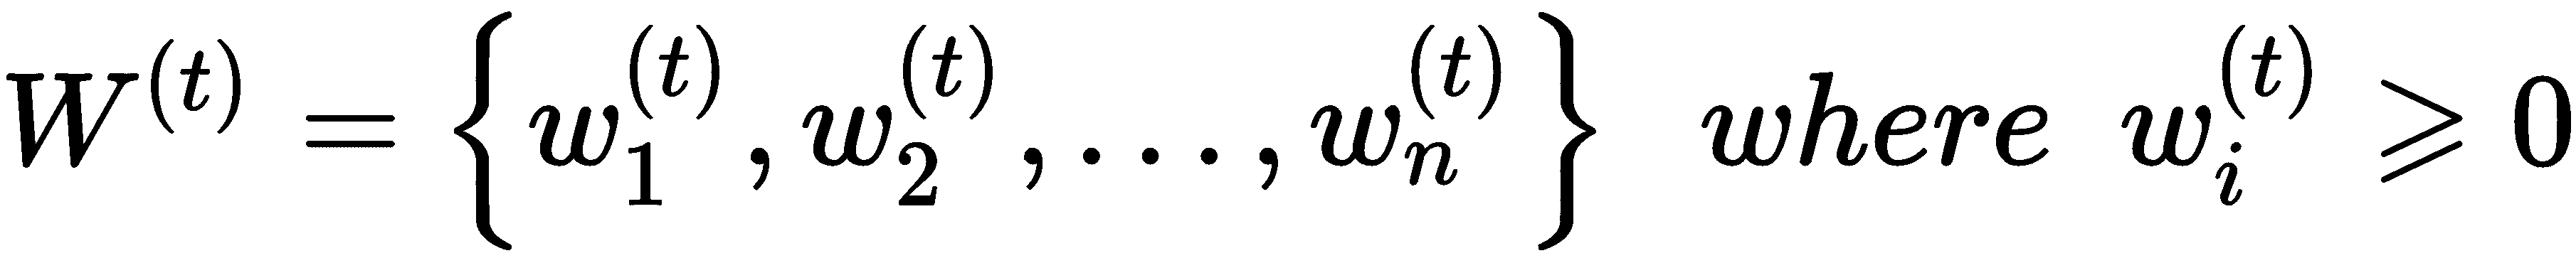 $W^{(t)} = \left\{ w_1^{(t)}, w_2^{(t)}, \ldots, w_n^{(t)} \right\} \ where \ w_i^{(t)} \geqslant 0$